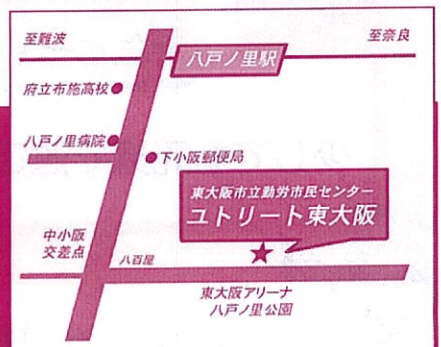 至難波
至奈良
八戸ノ里駅
府立布施高校
八戸ノ里病院
下小阪郵便局
東大阪市立勤労市民センター
ユトリート東大阪
中小阪
交差点
八百屋
東大阪アリーナ
八戸ノ里公園